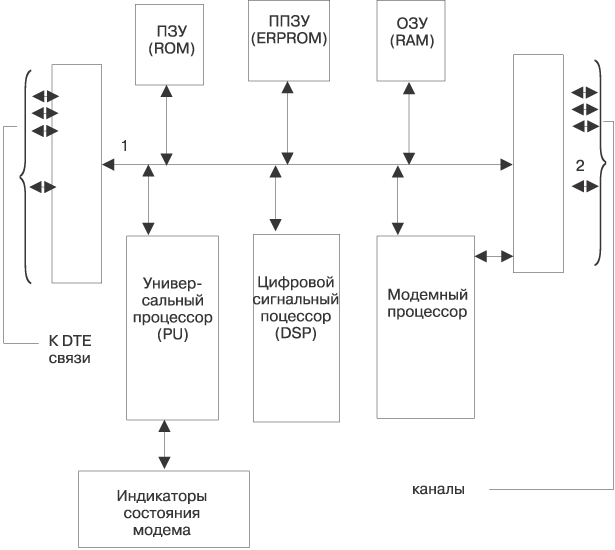 ПЗУ
(ROM)
ППЗУ
(ERPROM)
ОЗУ
(RAM)
1
2
Универ-
сальный
процессор
(PU)
Цифровой
сигнальный
поцессор
(DSP)
Модемный
процессор
К DTE
связи
каналы
Индикаторы
состояния
модема